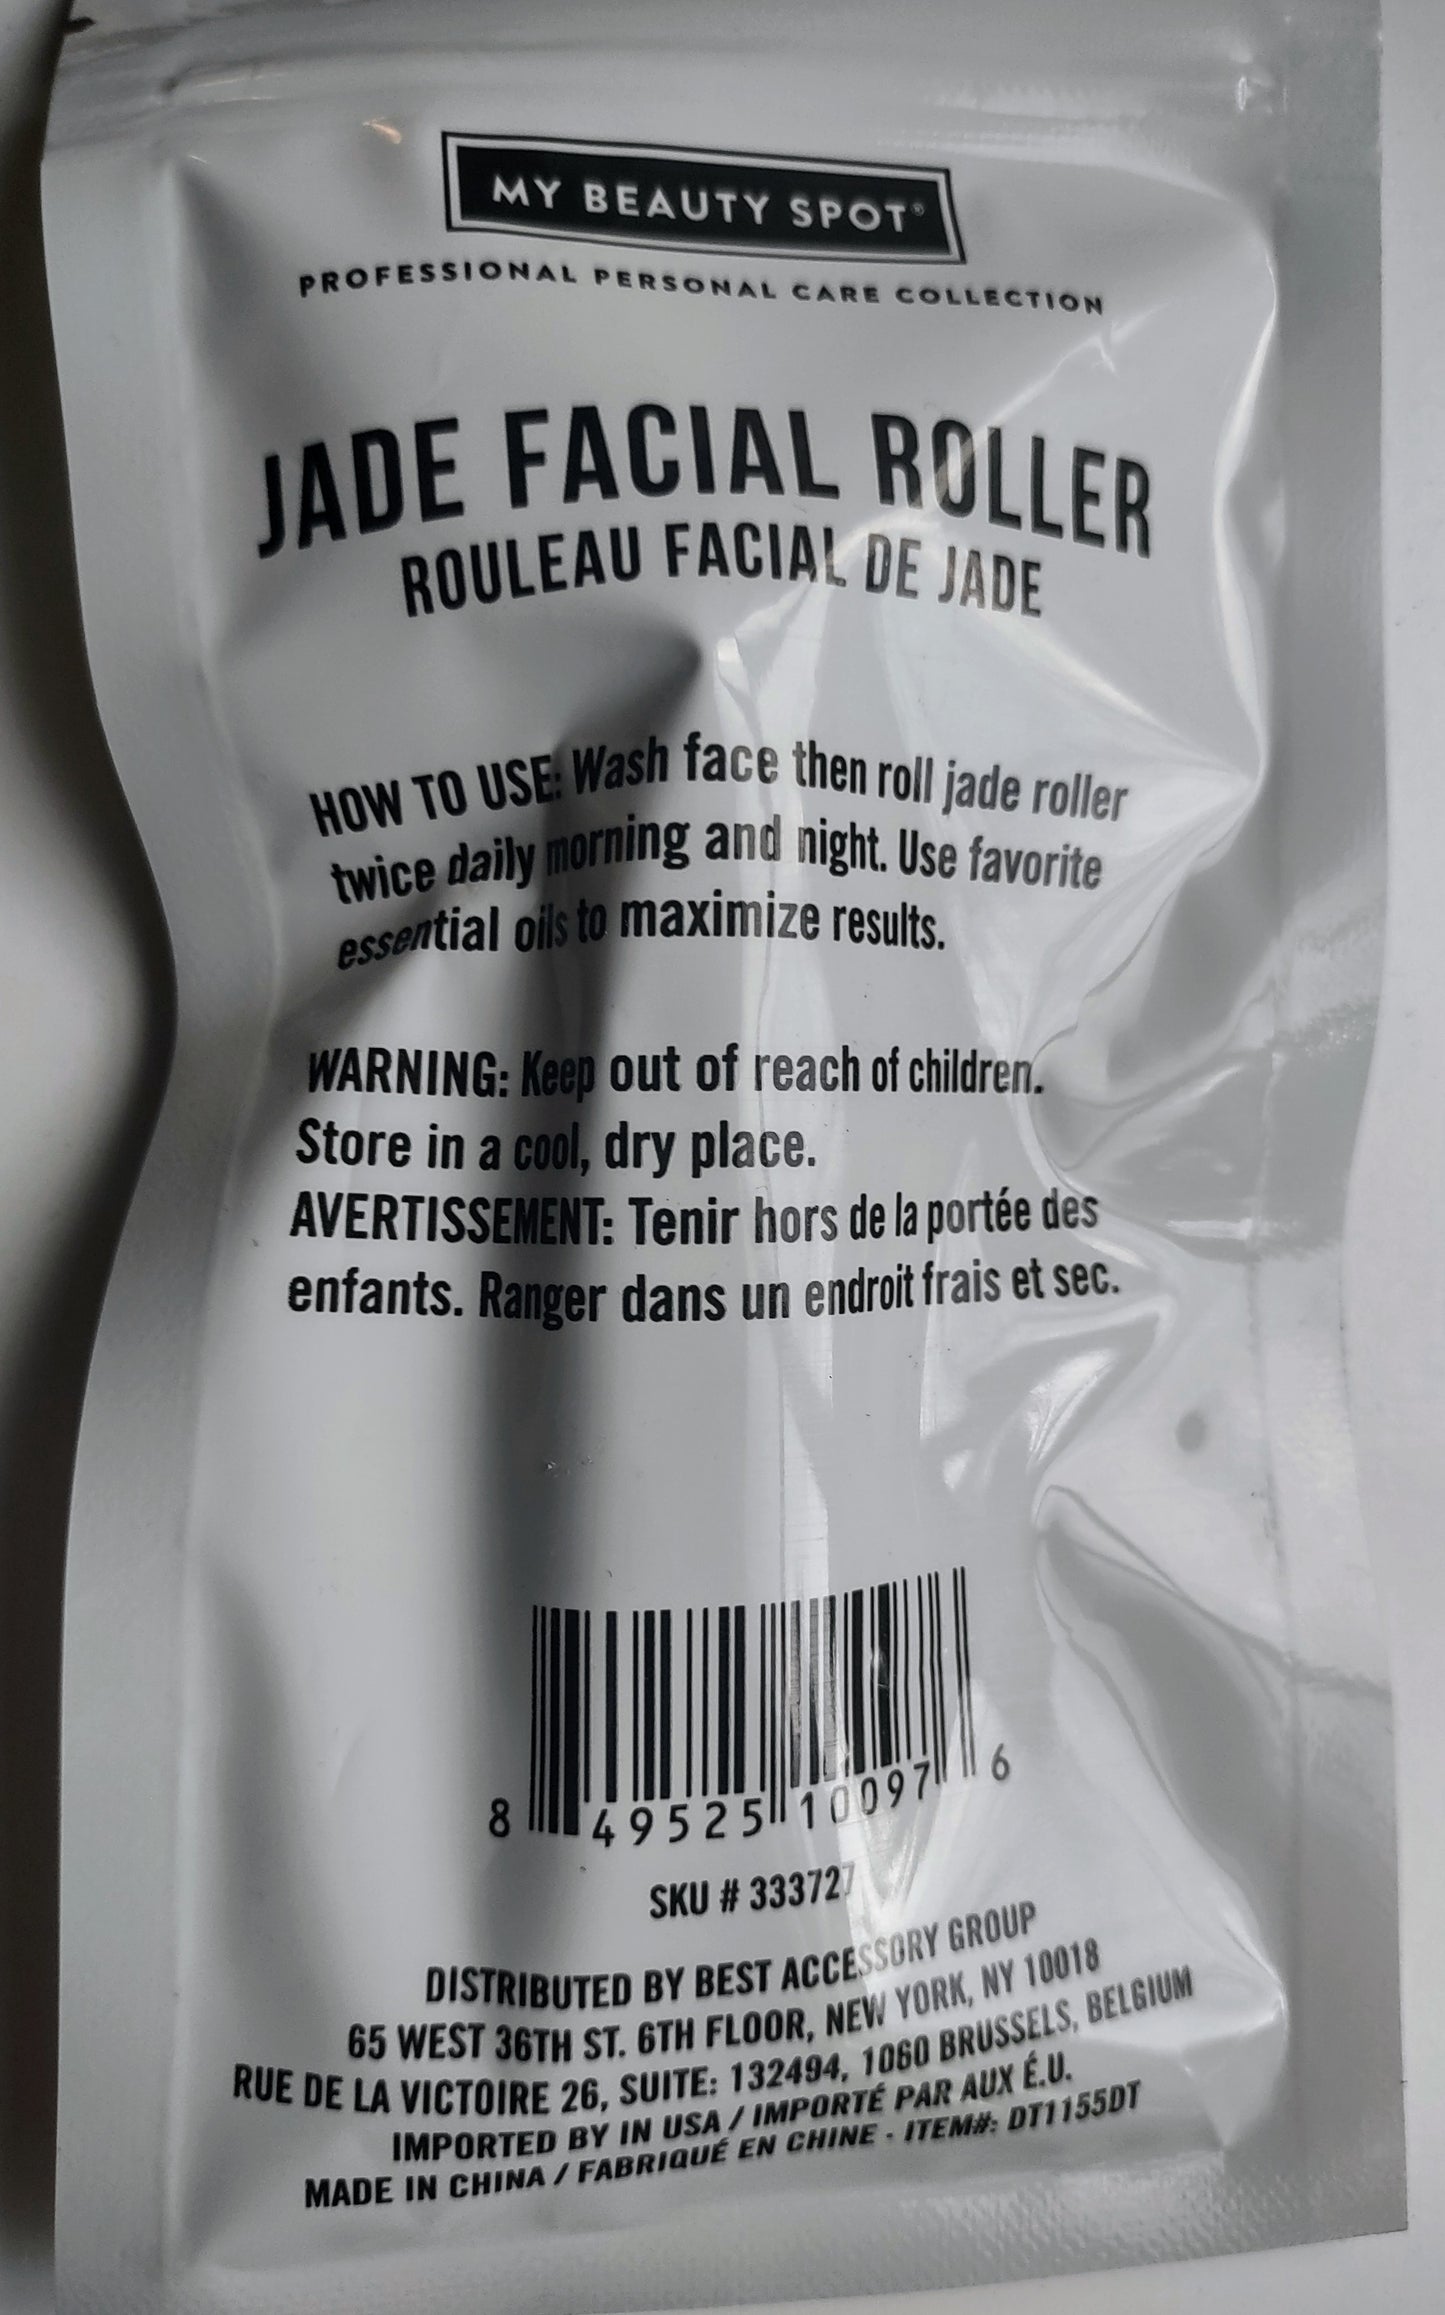 MY BEAUTY SPOT®
PROFESSIONAL PERSONAL CARE COLLECTION
JADE FACIAL ROLLER
ROULEAU FACIAL DE JADE
HOW TO USE: Wash face then roll jade roller
twice daily morning and night. Use favorite
essential oils to maximize results.
WARNING: Keep out of reach of children.
Store in a cool, dry place.
AVERTISSEMENT: Tenir hors de la portée des
enfants. Ranger dans un endroit frais et sec.
8 49525 10097 6
SKU # 333727
DISTRIBUTED BY BEST ACCESSORY GROUP
65 WEST 36TH ST. 6TH FLOOR, NEW YORK, NY 10018
RUE DE LA VICTOIRE 26, SUITE: 132494, 1060 BRUSSELS, BELGIUM
IMPORTED BY IN USA / IMPORTÉ PAR AUX É.U.
MADE IN CHINA / FABRIQUÉ EN CHINE - ITEM#: DT1155DT